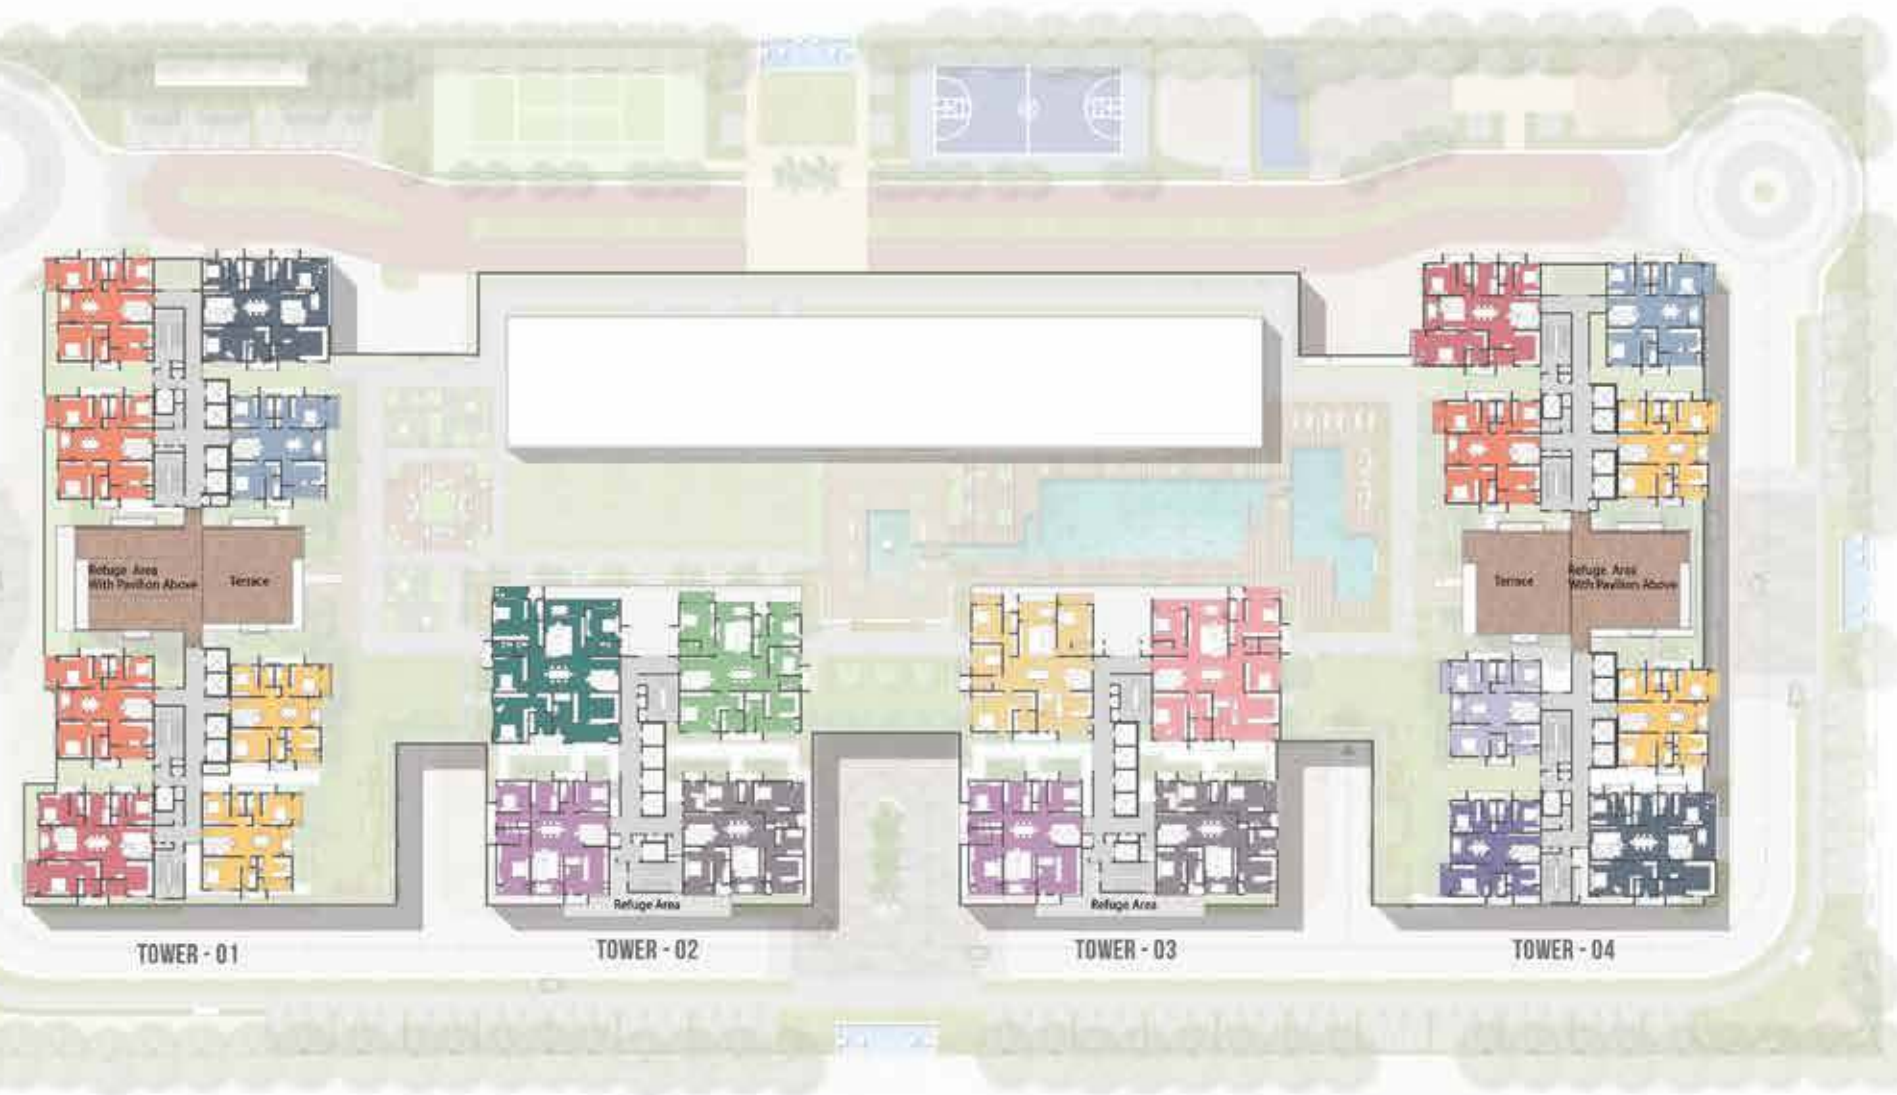 Refuge Area
With Pavilion Above
Terrace
Terrace
Refuge Area
With Pavilion Above
Refuge Area
Refuge Area
TOWER - 01
TOWER - 02
TOWER - 03
TOWER - 04